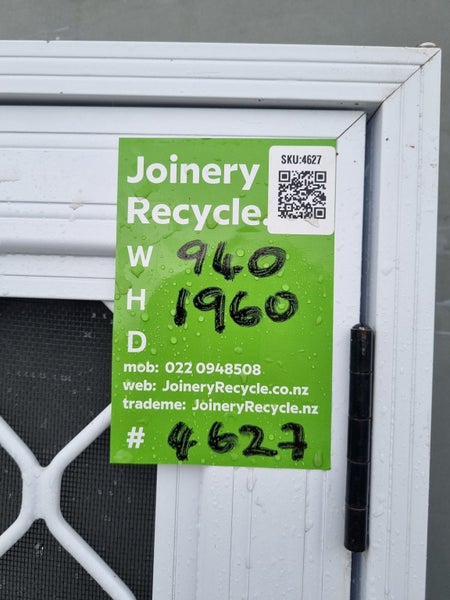 Joinery
Recycle.
SKU:4627
W 940
H 1960
D
mob: 022 0948508
web: JoineryRecycle.co.nz
trademe: JoineryRecycle.nz
# 4627